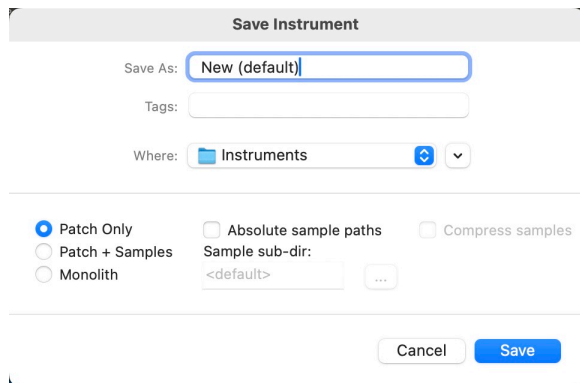 Save Instrument
Save As: New (default)
Tags:
Where: Instruments
Patch Only
Absolute sample paths
Compress samples
Patch + Samples
Sample sub-dir:
Monolith
<default>
...
Cancel
Save